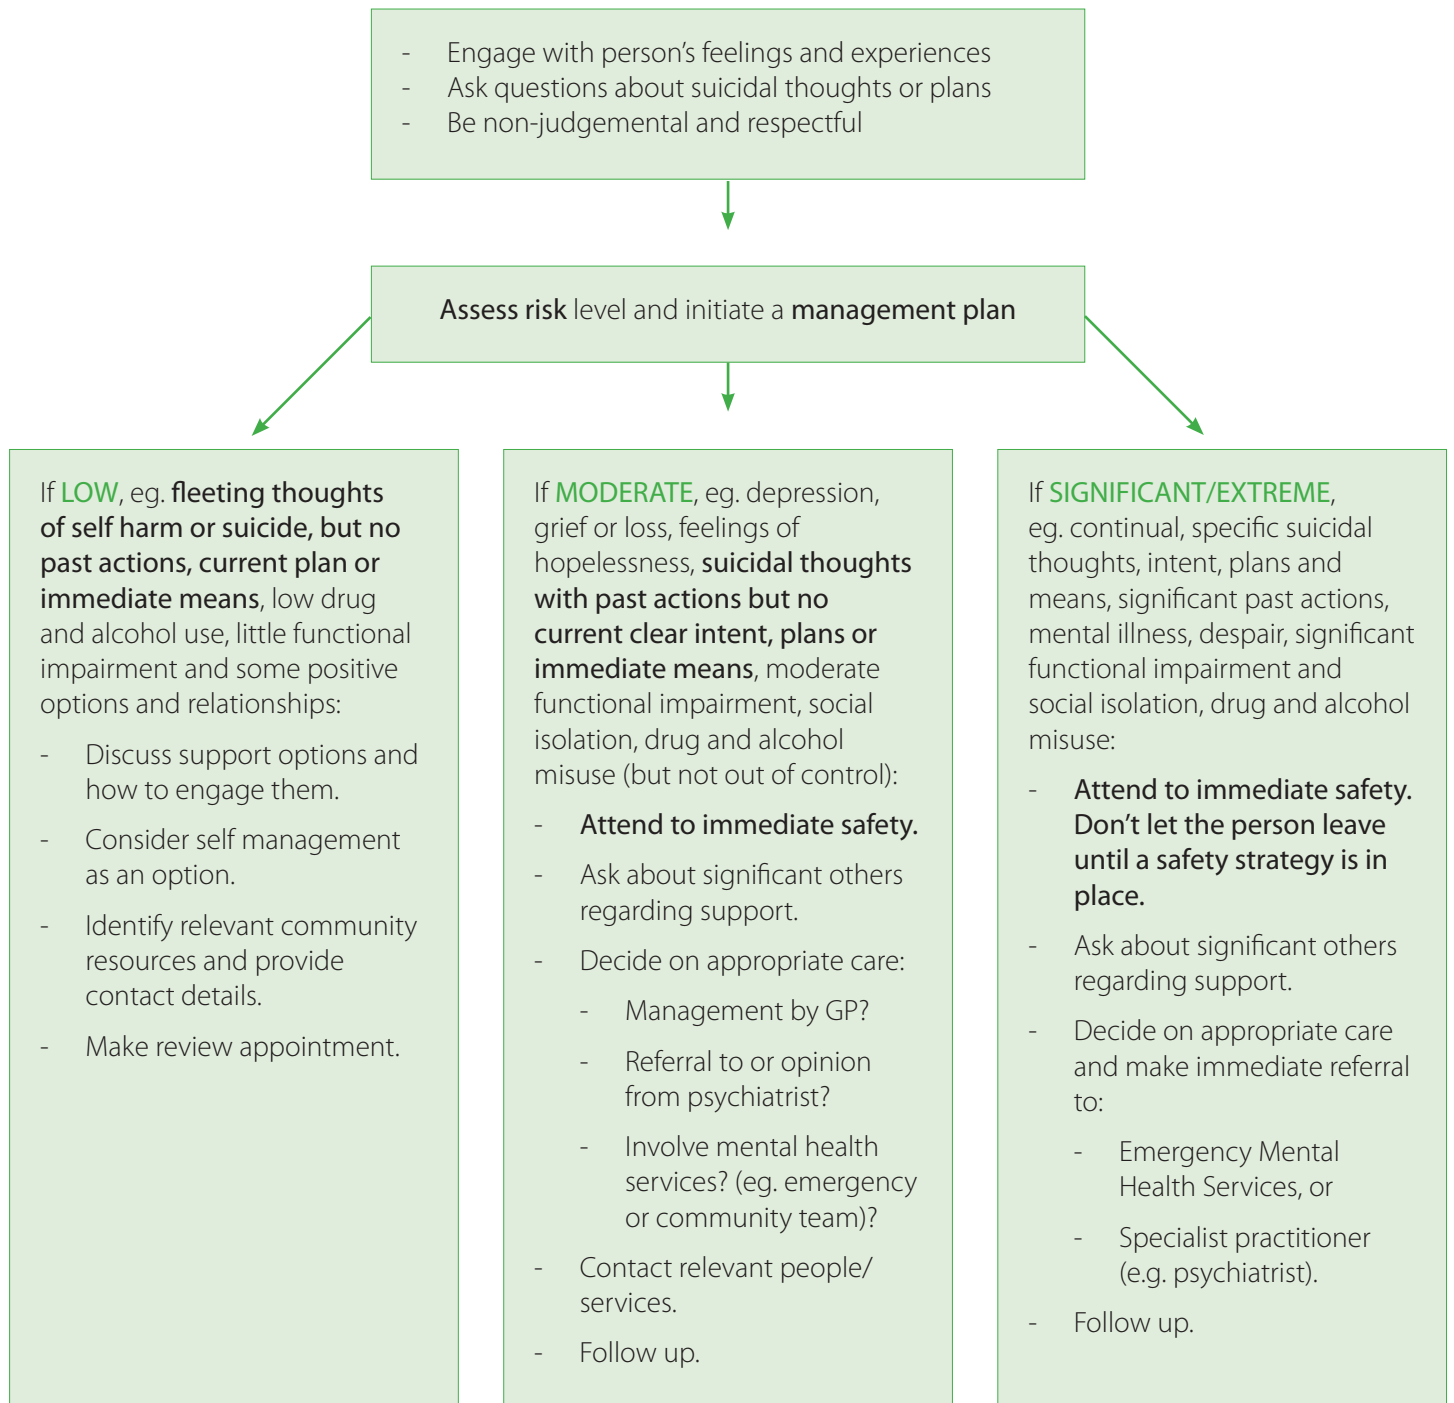 - Engage with person’s feelings and experiences
- Ask questions about suicidal thoughts or plans
- Be non-judgemental and respectful
Assess risk level and initiate a management plan
If LOW, eg. fleeting thoughts
of self harm or suicide, but no
past actions, current plan or
immediate means, low drug
and alcohol use, little functional
impairment and some positive
options and relationships:
- Discuss support options and
how to engage them.
- Consider self management
as an option.
- Identify relevant community
resources and provide
contact details.
- Make review appointment.
If MODERATE, eg. depression,
grief or loss, feelings of
hopelessness, suicidal thoughts
with past actions but no
current clear intent, plans or
immediate means, moderate
functional impairment, social
isolation, drug and alcohol
misuse (but not out of control):
- Attend to immediate safety.
- Ask about significant others
regarding support.
- Decide on appropriate care:
- Management by GP?
- Referral to or opinion
from psychiatrist?
- Involve mental health
services? (eg. emergency
or community team)?
- Contact relevant people/
services.
- Follow up.
If SIGNIFICANT/EXTREME,
eg. continual, specific suicidal
thoughts, intent, plans and
means, significant past actions,
mental illness, despair, significant
functional impairment and
social isolation, drug and alcohol
misuse:
- Attend to immediate safety.
Don’t let the person leave
until a safety strategy is in
place.
- Ask about significant others
regarding support.
- Decide on appropriate care
and make immediate referral
to:
- Emergency Mental
Health Services, or
- Specialist practitioner
(e.g. psychiatrist).
- Follow up.